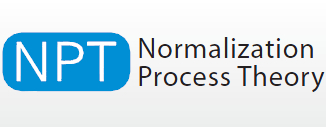 NPT
Normalization
Process Theory